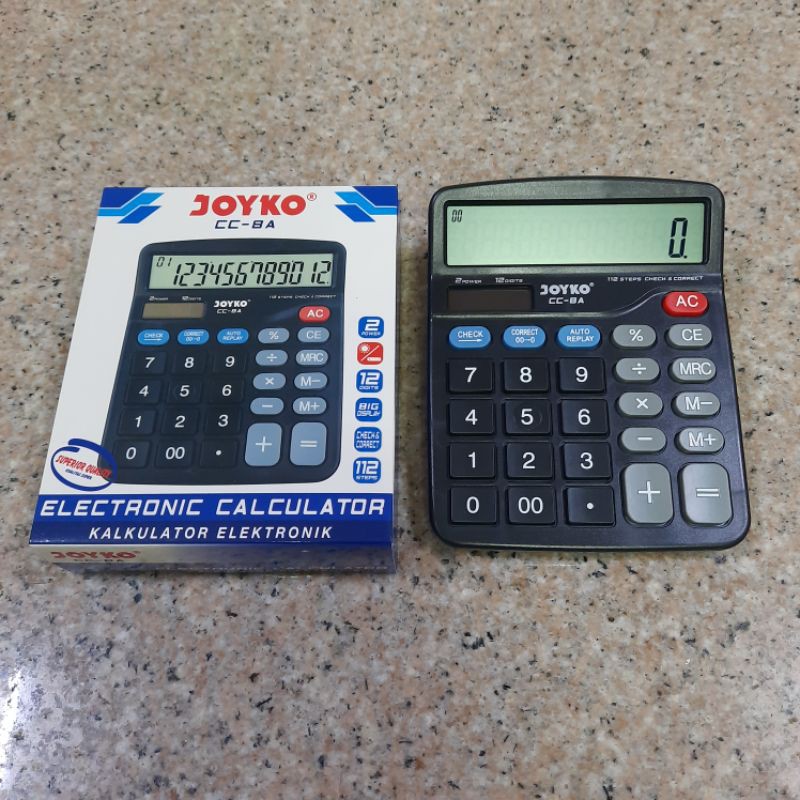 JOYKO®
CC-8A
01
123456789012
2 POWER 12 DIGITS JOYKO® 112 STEPS CHECK & CORRECT
CC-8A
AC
CHECK CORRECT 00→0 AUTO REPLAY % CE
7 8 9 ÷ MRC
4 5 6 × M−
1 2 3 − M+
0 00 • + =
2 POWER
12 DIGITS
BIG DISPLAY
CHECK & CORRECT
112 STEPS
SUPERIOR QUALITY
ELECTRONIC CALCULATOR
KALKULATOR ELEKTRONIK
JOYKO®
CC-8A
00
0.
2 POWER 12 DIGITS 112 STEPS CHECK & CORRECT
JOYKO®
CC-8A
AC
CHECK CORRECT 00→0 AUTO REPLAY % CE
7 8 9 ÷ MRC
4 5 6 × M−
1 2 3 − M+
0 00 • + =